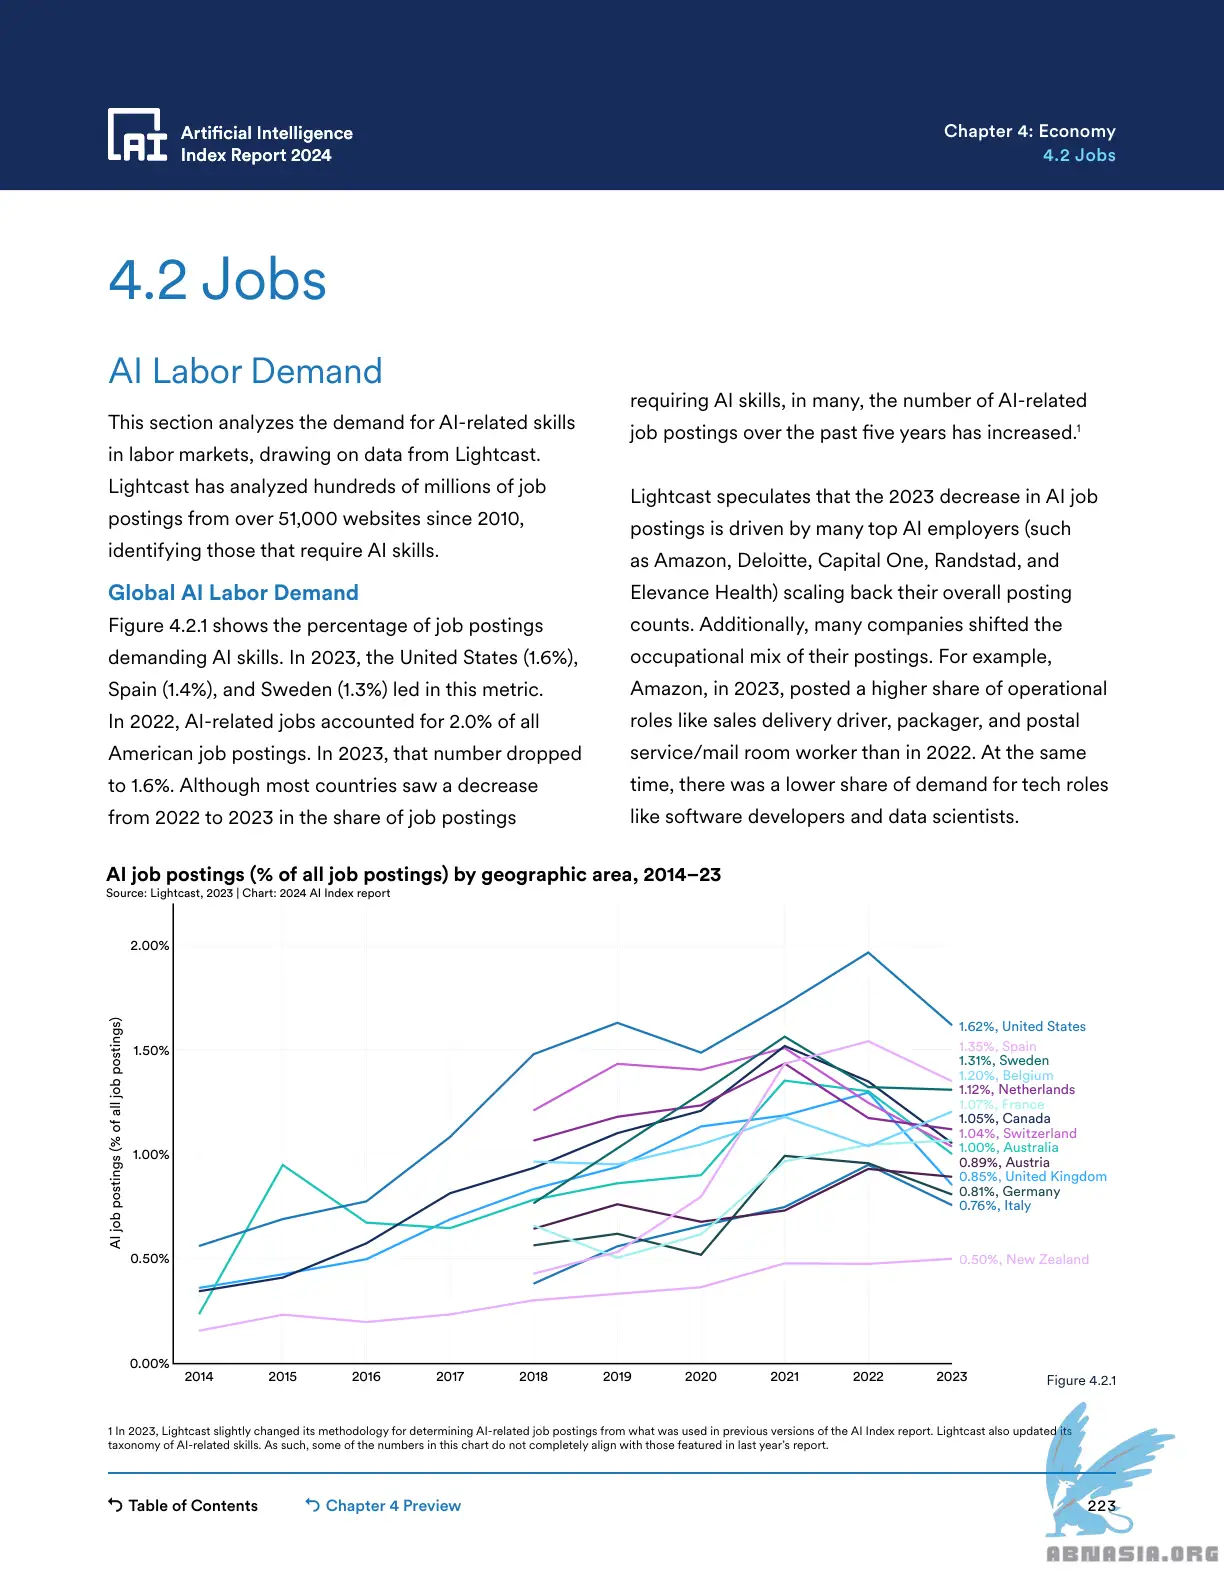 Artificial Intelligence
Index Report 2024
Chapter 4: Economy
4.2 Jobs
4.2 Jobs
AI Labor Demand
This section analyzes the demand for AI-related skills
in labor markets, drawing on data from Lightcast.
Lightcast has analyzed hundreds of millions of job
postings from over 51,000 websites since 2010,
identifying those that require AI skills.
Global AI Labor Demand
Figure 4.2.1 shows the percentage of job postings
demanding AI skills. In 2023, the United States (1.6%),
Spain (1.4%), and Sweden (1.3%) led in this metric.
In 2022, AI-related jobs accounted for 2.0% of all
American job postings. In 2023, that number dropped
to 1.6%. Although most countries saw a decrease
from 2022 to 2023 in the share of job postings
requiring AI skills, in many, the number of AI-related
job postings over the past five years has increased.1
Lightcast speculates that the 2023 decrease in AI job
postings is driven by many top AI employers (such
as Amazon, Deloitte, Capital One, Randstad, and
Elevance Health) scaling back their overall posting
counts. Additionally, many companies shifted the
occupational mix of their postings. For example,
Amazon, in 2023, posted a higher share of operational
roles like sales delivery driver, packager, and postal
service/mail room worker than in 2022. At the same
time, there was a lower share of demand for tech roles
like software developers and data scientists.
AI job postings (% of all job postings) by geographic area, 2014–23
Source: Lightcast, 2023 | Chart: 2024 AI Index report
AI job postings (% of all job postings)
2.00%
1.50%
1.00%
0.50%
0.00%
2014 2015 2016 2017 2018 2019 2020 2021 2022 2023
1.62%, United States
1.35%, Spain
1.31%, Sweden
1.20%, Belgium
1.12%, Netherlands
1.07%, France
1.05%, Canada
1.04%, Switzerland
1.00%, Australia
0.89%, Austria
0.85%, United Kingdom
0.81%, Germany
0.76%, Italy
0.50%, New Zealand
Figure 4.2.1
1 In 2023, Lightcast slightly changed its methodology for determining AI-related job postings from what was used in previous versions of the AI Index report. Lightcast also updated its
taxonomy of AI-related skills. As such, some of the numbers in this chart do not completely align with those featured in last year's report.
Table of Contents
Chapter 4 Preview
223
ABNASIA.ORG